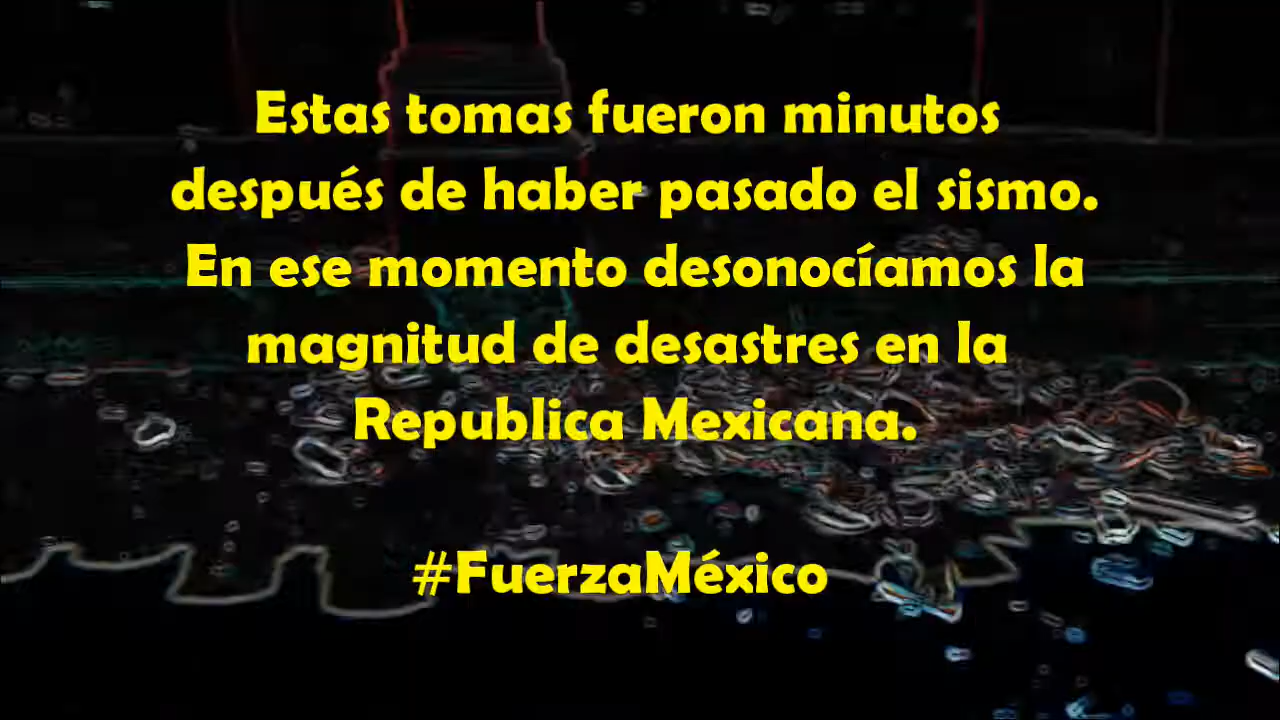 Estas tomas fueron minutos
después de haber pasado el sismo.
En ese momento desonocíamos la
magnitud de desastres en la
Republica Mexicana.
#FuerzaMéxico